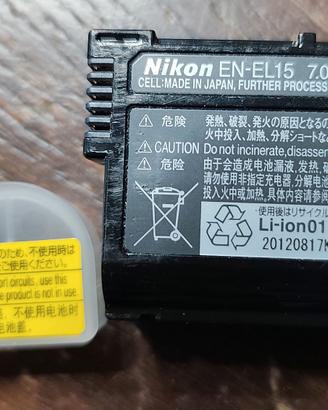 Nikon EN-EL15 7.0
CELL:MADE IN JAPAN, FURTHER PROCESS
危険 発熱、破裂、発火の原因となるの
火中投入、加熱、分解、ショートなど
CAUTION Do not incinerate, disassem
危险 由于会造成电池漏液、发热、破
请勿使用非指定充电器、分解电
投入火中或加热。具体内容请参阅
使用後はリサイクル
Li-ion01
20120817K
のため、不使用時は
ご使用ください。
ort circuits, use this
e product is not in use.
不使用电池时
电池盖。